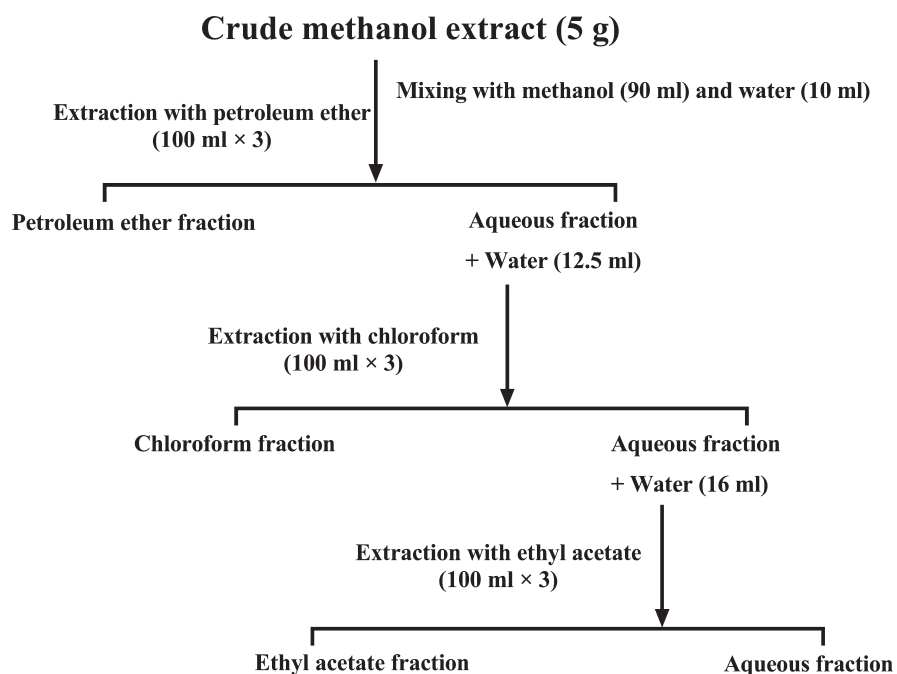 Crude methanol extract (5 g)
Mixing with methanol (90 ml) and water (10 ml)
Extraction with petroleum ether
(100 ml × 3)
Petroleum ether fraction
Aqueous fraction
+ Water (12.5 ml)
Extraction with chloroform
(100 ml × 3)
Chloroform fraction
Aqueous fraction
+ Water (16 ml)
Extraction with ethyl acetate
(100 ml × 3)
Ethyl acetate fraction
Aqueous fraction